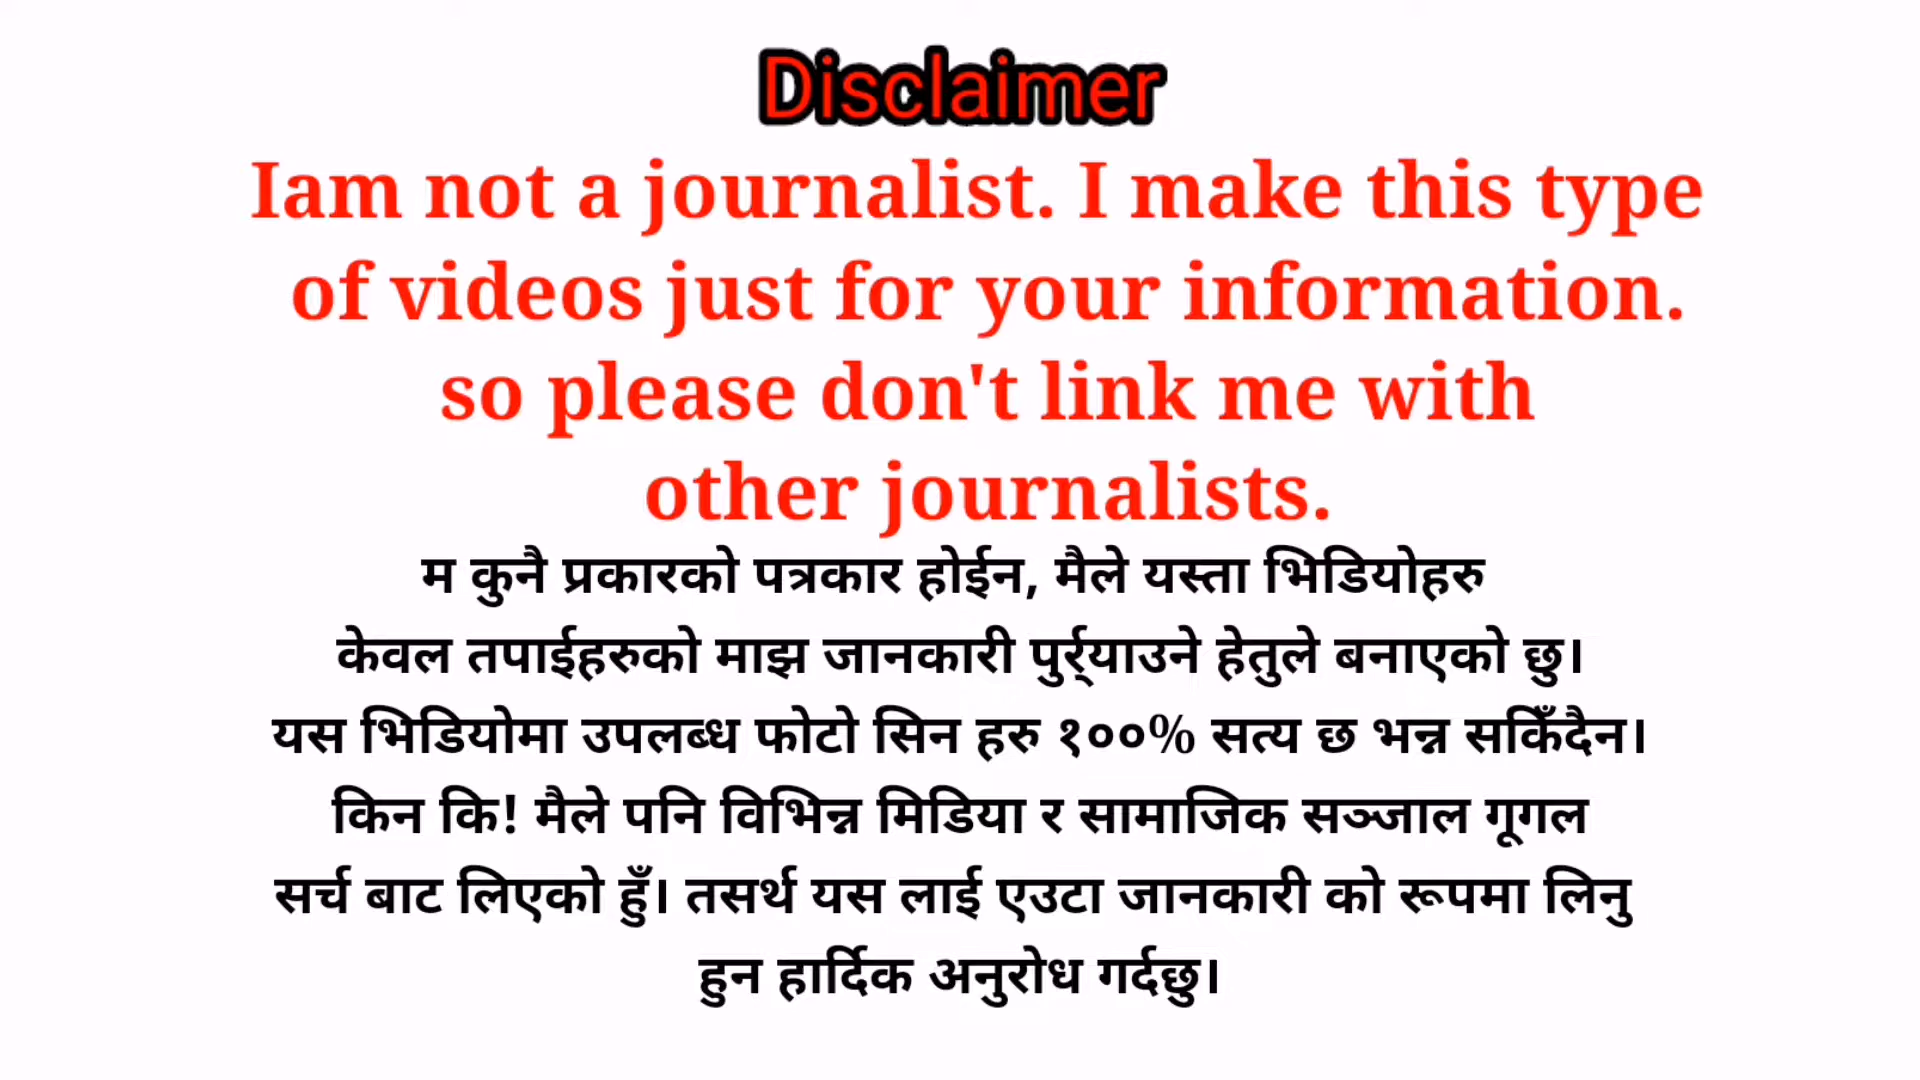 Disclaimer
Iam not a journalist. I make this type
of videos just for your information.
so please don't link me with
other journalists.
म कुनै प्रकारको पत्रकार होईन, मैले यस्ता भिडियोहरु
केवल तपाईहरुको माझ जानकारी पुर्र्याउने हेतुले बनाएको छु।
यस भिडियोमा उपलब्ध फोटो सिन हरु १००% सत्य छ भन्न सकिँदैन।
किन कि! मैले पनि विभिन्न मिडिया र सामाजिक सञ्जाल गूगल
सर्च बाट लिएको हुँ। तसर्थ यस लाई एउटा जानकारी को रूपमा लिनु
हुन हार्दिक अनुरोध गर्दछु।